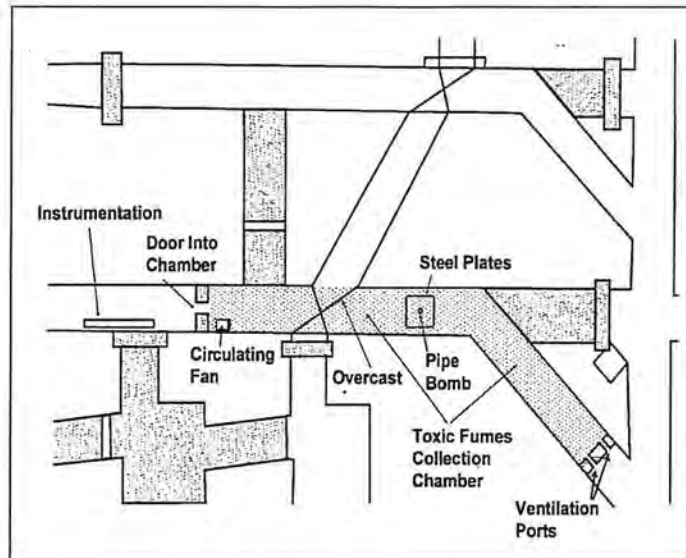 Instrumentation
Door Into
Chamber
Steel Plates
Circulating
Fan
Overcast
Pipe
Bomb
Toxic Fumes
Collection
Chamber
Ventilation
Ports